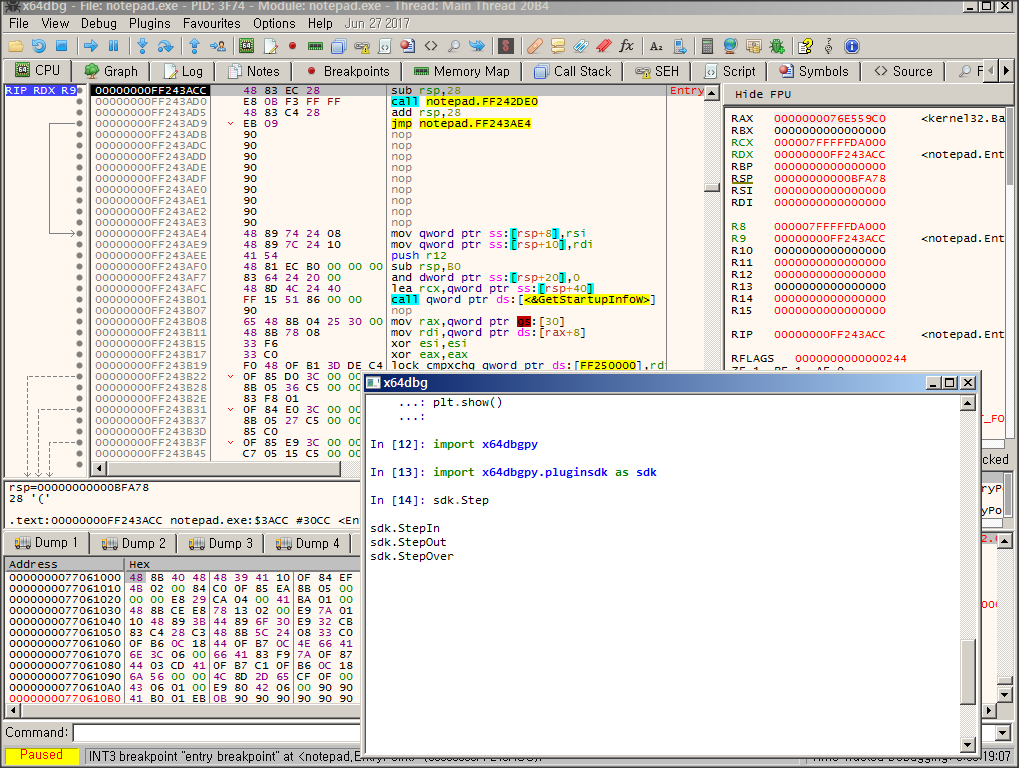 x64dbg - File: notepad.exe - PID: 3F74 - Module: notepad.exe - Thread: Main Thread 20B4
File View Debug Plugins Favourites Options Help Jun 27 2017
CPU Graph Log Notes Breakpoints Memory Map Call Stack SEH Script Symbols Source
RIP RDX R9
00000000FF243ACC 48 83 EC 28 sub rsp,28 Entry
00000000FF243AD0 E8 0B F3 FF FF call notepad.FF242DE0
00000000FF243AD5 48 83 C4 28 add rsp,28
00000000FF243AD9 EB 09 jmp notepad.FF243AE4
00000000FF243ADB 90 nop
00000000FF243ADC 90 nop
00000000FF243ADD 90 nop
00000000FF243ADE 90 nop
00000000FF243ADF 90 nop
00000000FF243AE0 90 nop
00000000FF243AE1 90 nop
00000000FF243AE2 90 nop
00000000FF243AE3 90 nop
00000000FF243AE4 48 89 74 24 08 mov qword ptr ss:[rsp+8],rsi
00000000FF243AE9 48 89 7C 24 10 mov qword ptr ss:[rsp+10],rdi
00000000FF243AEE 41 54 push r12
00000000FF243AF0 48 81 EC B0 00 00 00 sub rsp,B0
00000000FF243AF7 83 64 24 20 00 and dword ptr ss:[rsp+20],0
00000000FF243AFC 48 8D 4C 24 40 lea rcx,qword ptr ss:[rsp+40]
00000000FF243B01 FF 15 51 86 00 00 call qword ptr ds:[<&GetStartupInfoW>]
00000000FF243B07 90 nop
00000000FF243B08 65 48 8B 04 25 30 00 mov rax,qword ptr gs:[30]
00000000FF243B11 48 8B 78 08 mov rdi,qword ptr ds:[rax+8]
00000000FF243B15 33 F6 xor esi,esi
00000000FF243B17 33 C0 xor eax,eax
00000000FF243B19 F0 48 0F B1 3D DE C4 lock cmpxchg qword ptr ds:[FF250000],rdi
00000000FF243B22 0F 85 D0 3C 00 00
00000000FF243B28 8B 05 36 C5 00 00
00000000FF243B2E 83 F8 01
00000000FF243B31 0F 84 E0 3C 00 00
00000000FF243B37 8B 05 27 C5 00 00
00000000FF243B3D 85 C0
00000000FF243B3F 0F 85 E9 3C 00 00
00000000FF243B45 C7 05 15 C5 00 00
Hide FPU
RAX 0000000076E559C0 <kernel32.Ba
RBX 0000000000000000
RCX 000007FFFFFDA000
RDX 00000000FF243ACC <notepad.Ent
RBP 0000000000000000
RSP 00000000000BFA78
RSI 0000000000000000
RDI 0000000000000000
R8 000007FFFFFDA000
R9 00000000FF243ACC <notepad.Ent
R10 0000000000000000
R11 0000000000000000
R12 0000000000000000
R13 0000000000000000
R14 0000000000000000
R15 0000000000000000
RIP 00000000FF243ACC <notepad.Ent
RFLAGS 0000000000000244
x64dbg
...: plt.show()
...:
In [12]: import x64dbgpy
In [13]: import x64dbgpy.pluginsdk as sdk
In [14]: sdk.Step
sdk.StepIn
sdk.StepOut
sdk.StepOver
rsp=00000000000BFA78
28 '('
.text:00000000FF243ACC notepad.exe:$3ACC #30CC <En
Dump 1 Dump 2 Dump 3 Dump 4
Address Hex
0000000077061000 48 8B 40 48 48 39 41 10 0F 84 EF
0000000077061010 4B 02 00 84 C0 0F 85 EA 8B 05 00
0000000077061020 00 00 E8 29 CA 04 00 41 BA 01 00
0000000077061030 48 8B CE E8 78 13 02 00 E9 7A 01
0000000077061040 10 48 89 3B 44 89 6F 30 E9 32 CB
0000000077061050 83 C4 28 C3 48 8B 5C 24 08 33 C0
0000000077061060 0F B6 0C 18 44 0F B7 0C 4E 66 41
0000000077061070 6E 3C 06 00 66 41 83 F9 7A 0F 87
0000000077061080 44 03 CD 41 0F B7 C1 0F B6 0C 18
0000000077061090 6A 56 00 00 4C 8D 2D 65 CF 0F 00
00000000770610A0 43 06 01 00 E9 80 42 06 00 90 90
00000000770610B0 41 B0 01 EB 0B 90 90 90 90 90 90
Command:
Paused INT3 breakpoint "entry breakpoint" at <notepad.EntryPoint> (00000000FF243ACC)! Time Wasted Debugging: 19:07